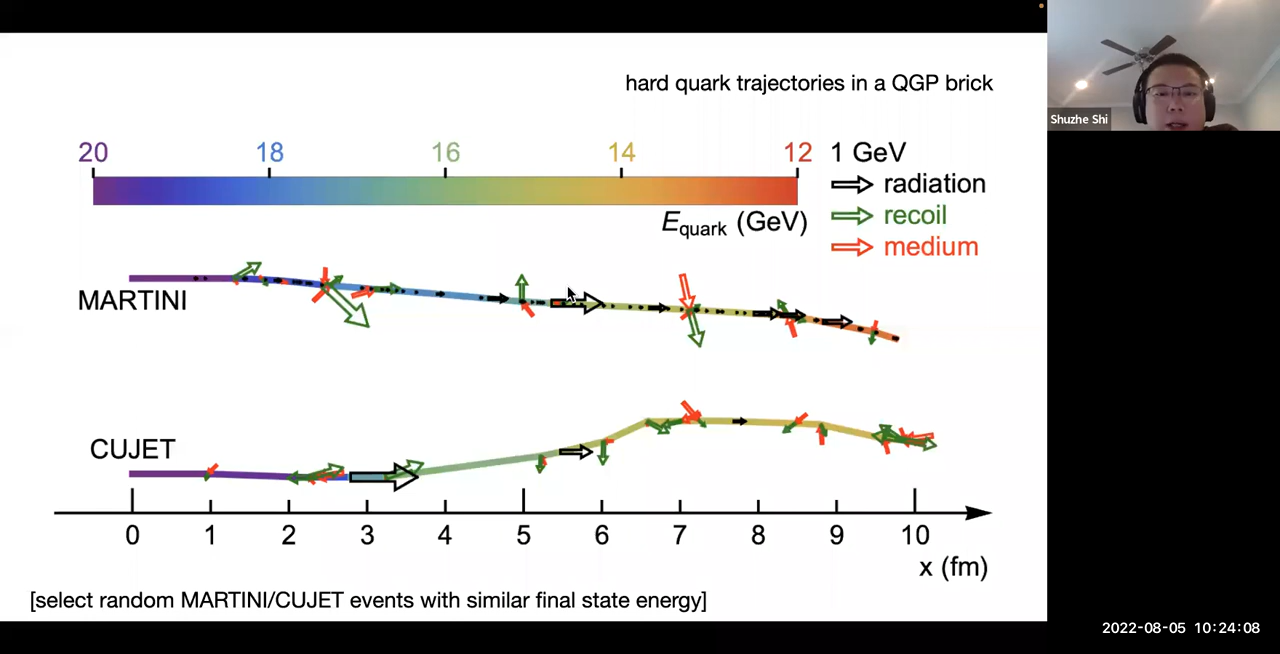 hard quark trajectories in a QGP brick
Shuzhe Shi
20 18 16 14 12 1 GeV
radiation
E_quark (GeV) recoil
medium
MARTINI
CUJET
0 1 2 3 4 5 6 7 8 9 10
x (fm)
[select random MARTINI/CUJET events with similar final state energy]
2022-08-05 10:24:08